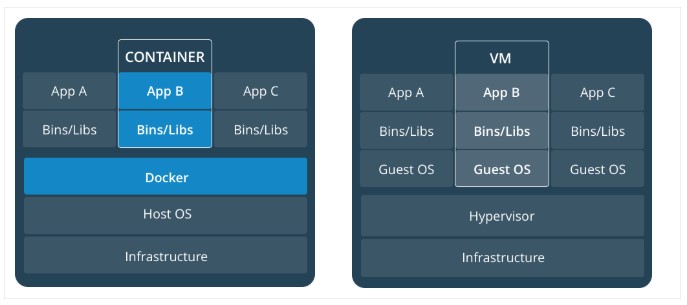 CONTAINER
App A App B App C
Bins/Libs Bins/Libs Bins/Libs
Docker
Host OS
Infrastructure
VM
App A App B App C
Bins/Libs Bins/Libs Bins/Libs
Guest OS Guest OS Guest OS
Hypervisor
Infrastructure